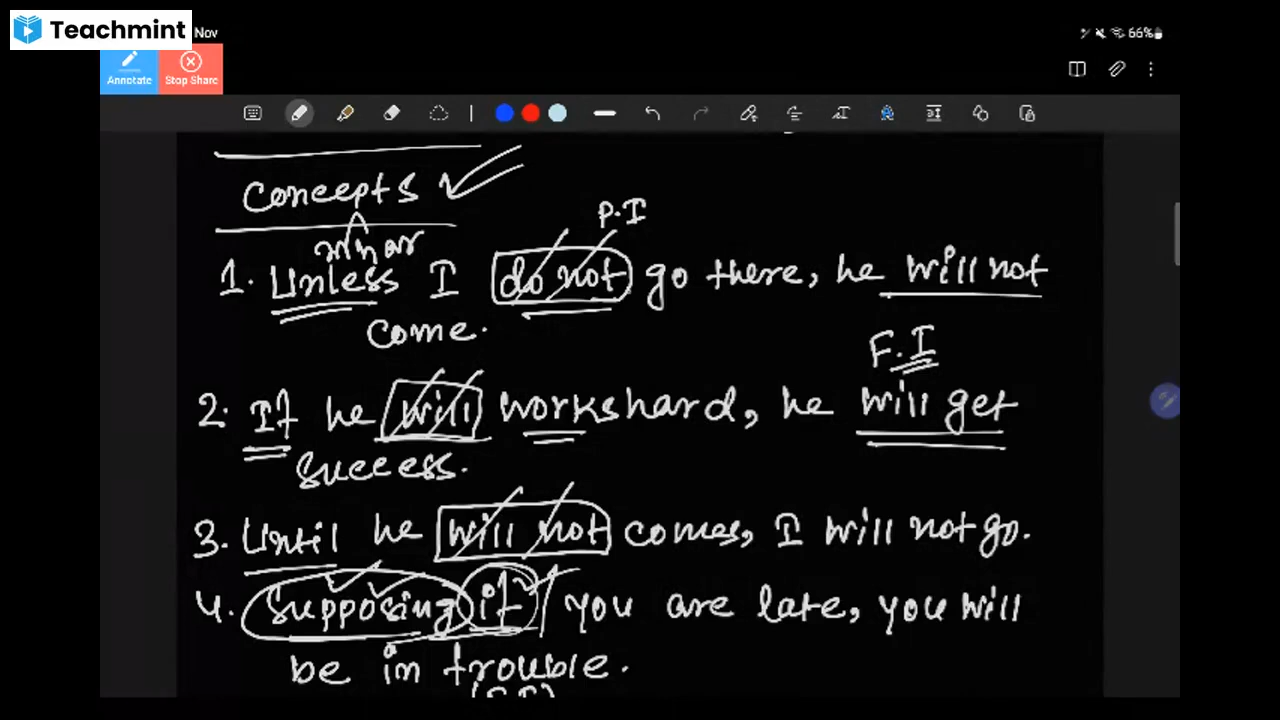 Teachmint
Nov
66%
Annotate
Stop Share
Concepts
minor
P.I
1. Unless I do not go there, he will not
come.
F.I
2. If he will works hard, he will get
success.
3. Until he will not comes, I will not go.
4. Supposing if you are late, you will
be in trouble.